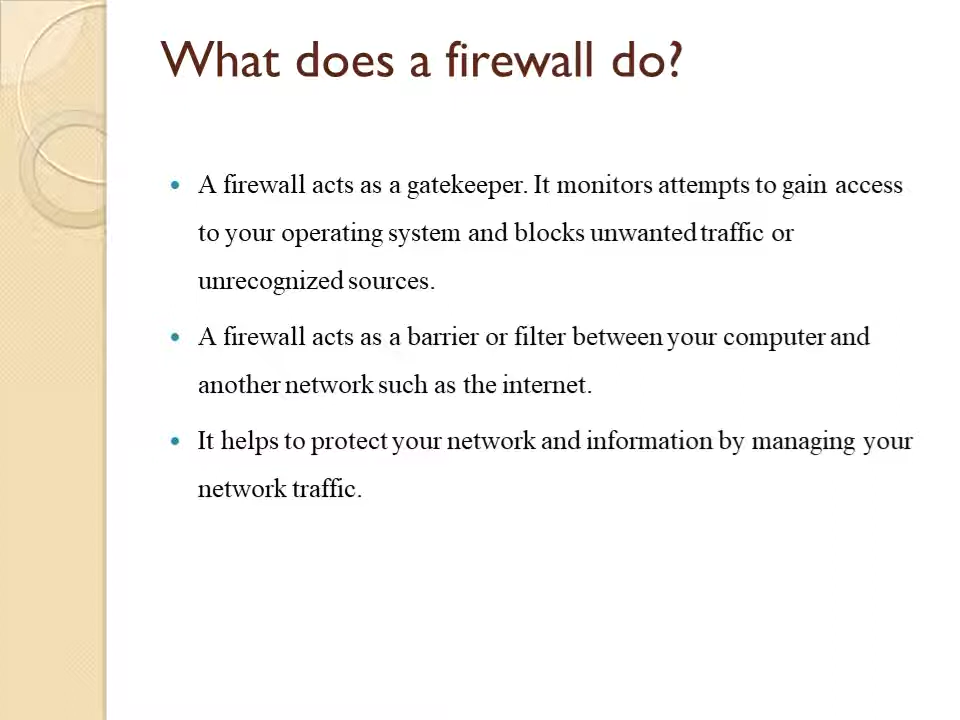 What does a firewall do?
• A firewall acts as a gatekeeper. It monitors attempts to gain access
to your operating system and blocks unwanted traffic or
unrecognized sources.
• A firewall acts as a barrier or filter between your computer and
another network such as the internet.
• It helps to protect your network and information by managing your
network traffic.